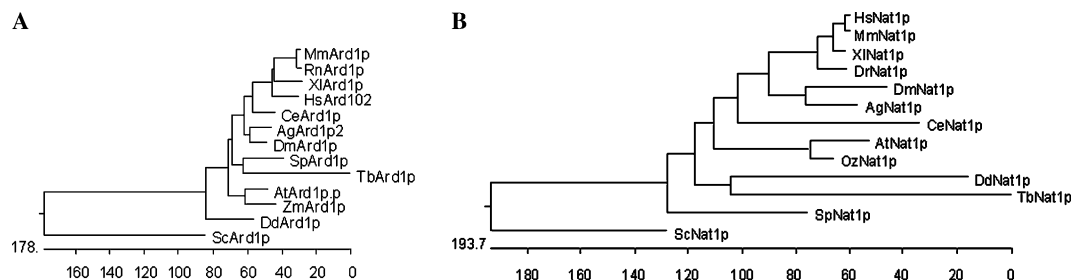 A
MmArd1p
RnArd1p
XlArd1p
HsArd102
CeArd1p
AgArd1p2
DmArd1p
SpArd1p
TbArd1p
AtArd1p.p
ZmArd1p
DdArd1p
ScArd1p
178.
160 140 120 100 80 60 40 20 0
B
HsNat1p
MmNat1p
XlNat1p
DrNat1p
DmNat1p
AgNat1p
CeNat1p
AtNat1p
OzNat1p
DdNat1p
TbNat1p
SpNat1p
ScNat1p
193.7
180 160 140 120 100 80 60 40 20 0